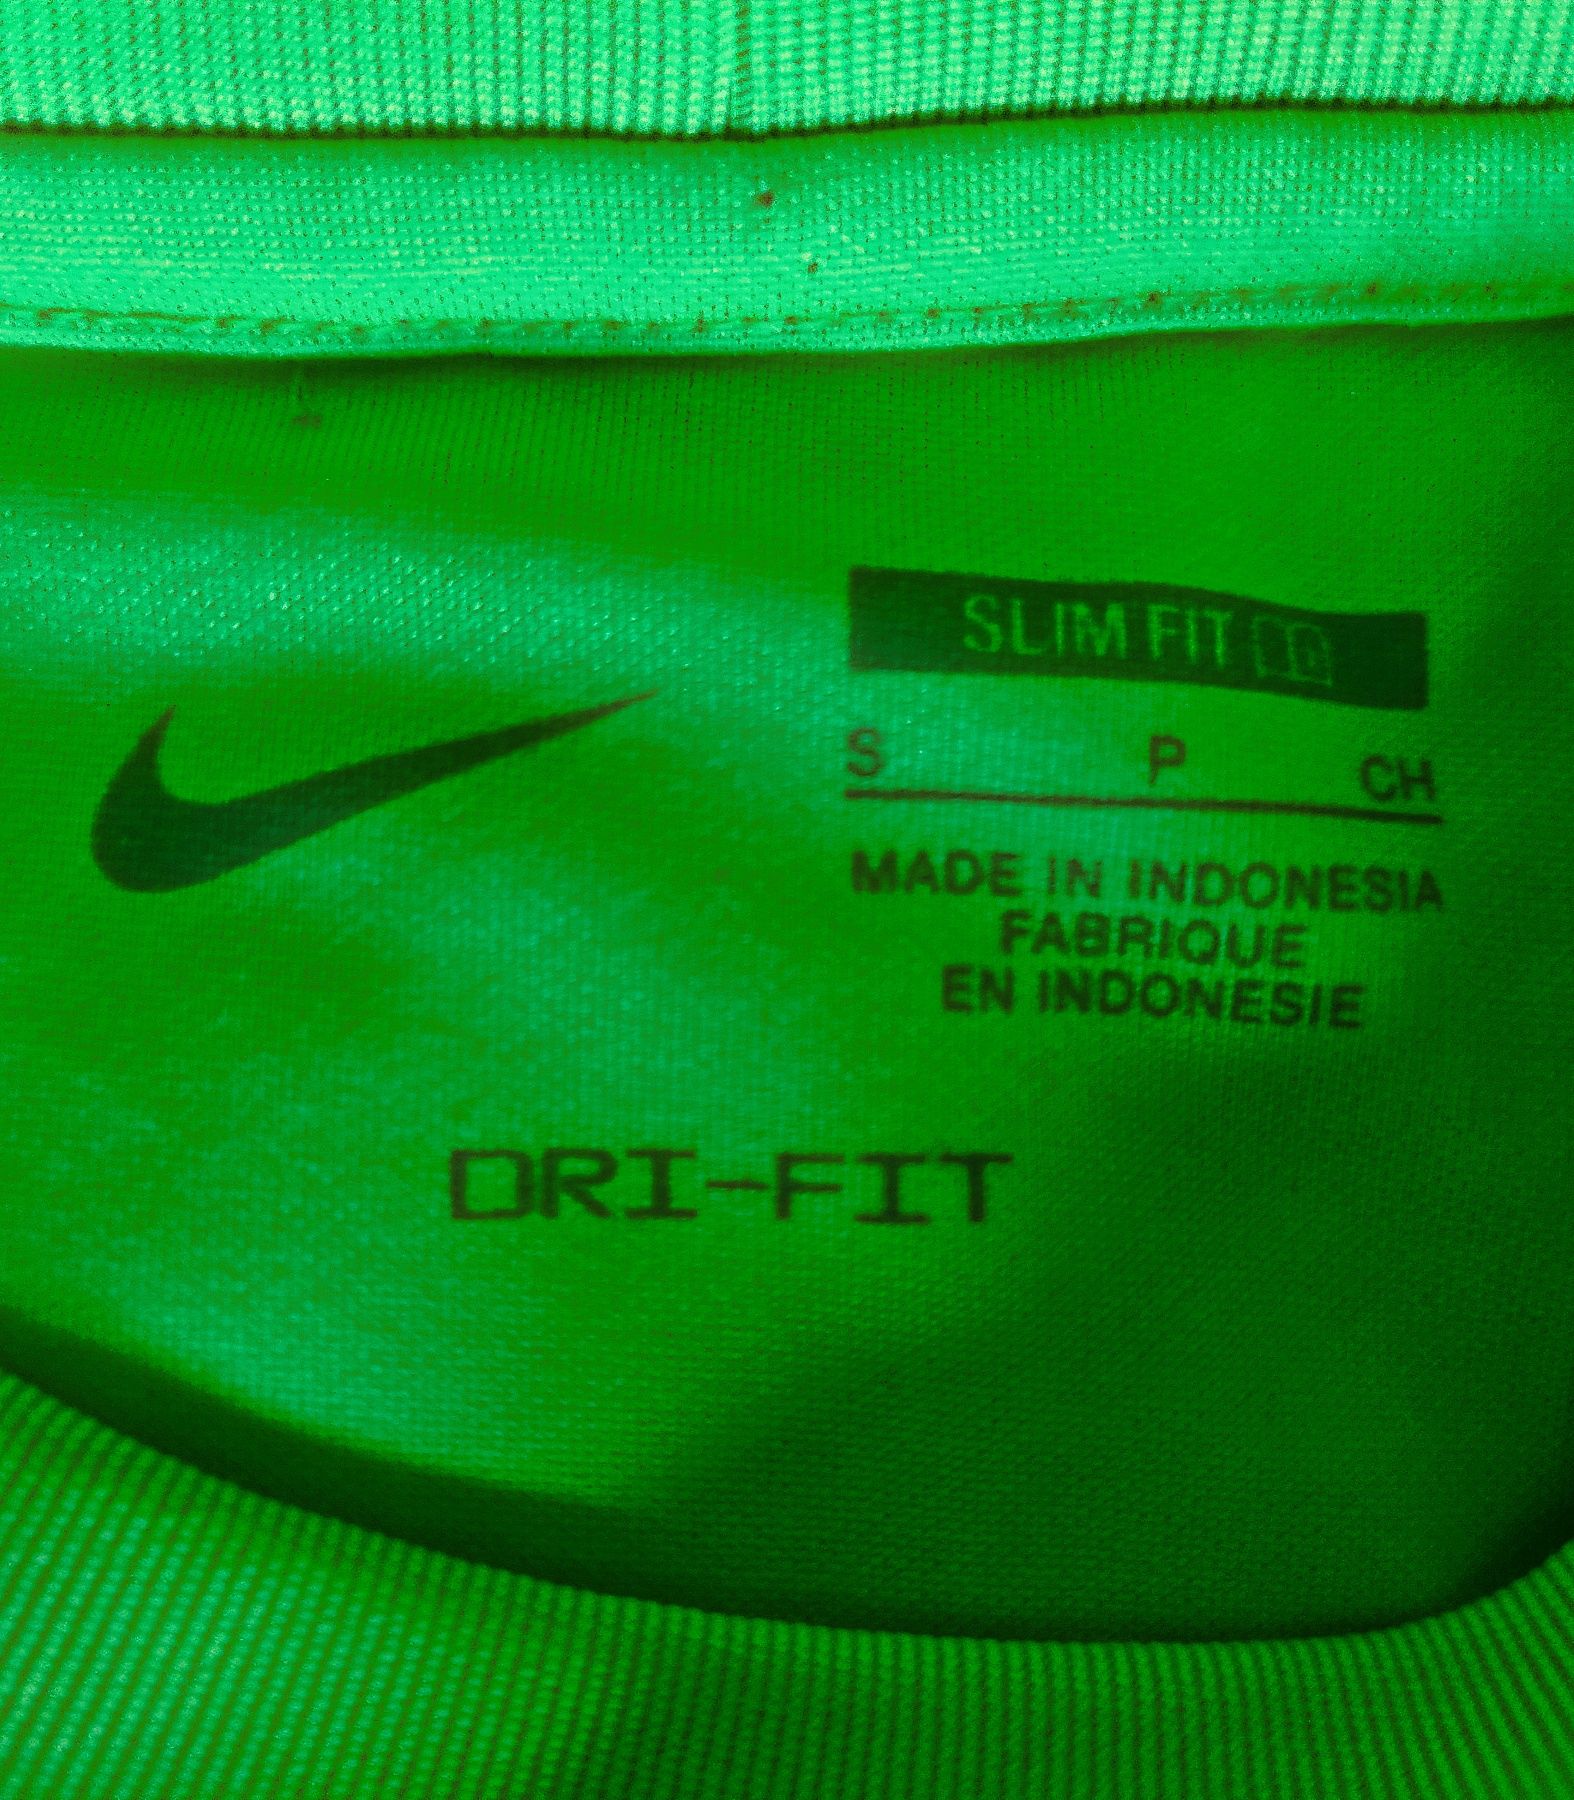 SLIM FIT
S P CH
MADE IN INDONESIA
FABRIQUE
EN INDONESIE
DRI-FIT